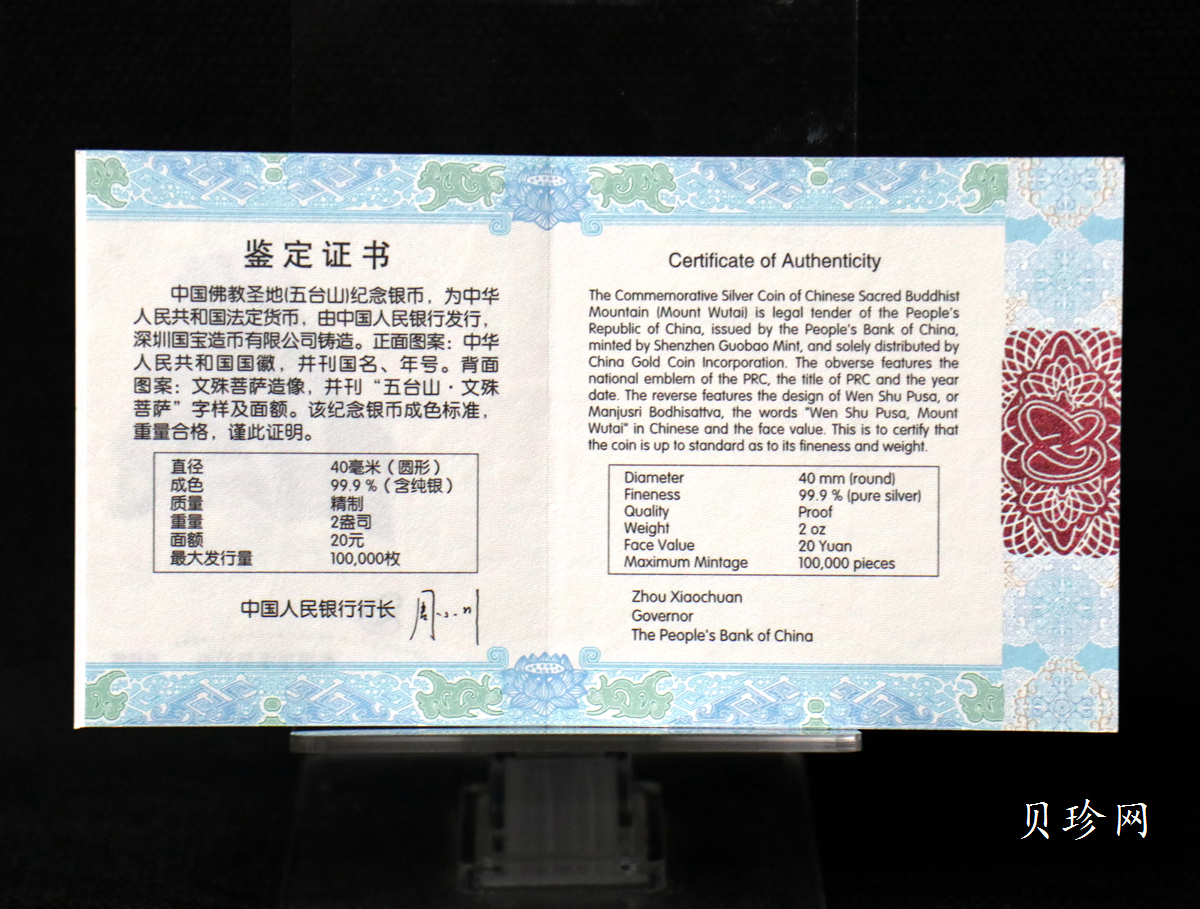 鉴定证书
中国佛教圣地(五台山)纪念银币，为中华
人民共和国法定货币，由中国人民银行发行，
深圳国宝造币有限公司铸造。正面图案：中华
人民共和国国徽，并刊国名、年号。背面
图案：文殊菩萨造像，并刊“五台山·文殊
菩萨”字样及面额。该纪念银币成色标准，
重量合格，谨此证明。
直径 40毫米（圆形）
成色 99.9％（含纯银）
质量 精制
重量 2盎司
面额 20元
最大发行量 100,000枚
中国人民银行行长 周小川
Certificate of Authenticity
The Commemorative Silver Coin of Chinese Sacred Buddhist
Mountain (Mount Wutai) is legal tender of the People's
Republic of China, issued by the People's Bank of China,
minted by Shenzhen Guobao Mint, and solely distributed by
China Gold Coin Incorporation. The obverse features the
national emblem of the PRC, the title of PRC and the year
date. The reverse features the design of Wen Shu Pusa, or
Manjusri Bodhisattva, the words "Wen Shu Pusa, Mount
Wutai" in Chinese and the face value. This is to certify that
the coin is up to standard as to its fineness and weight.
Diameter 40 mm (round)
Fineness 99.9 % (pure silver)
Quality Proof
Weight 2 oz
Face Value 20 Yuan
Maximum Mintage 100,000 pieces
Zhou Xiaochuan
Governor
The People's Bank of China
贝珍网